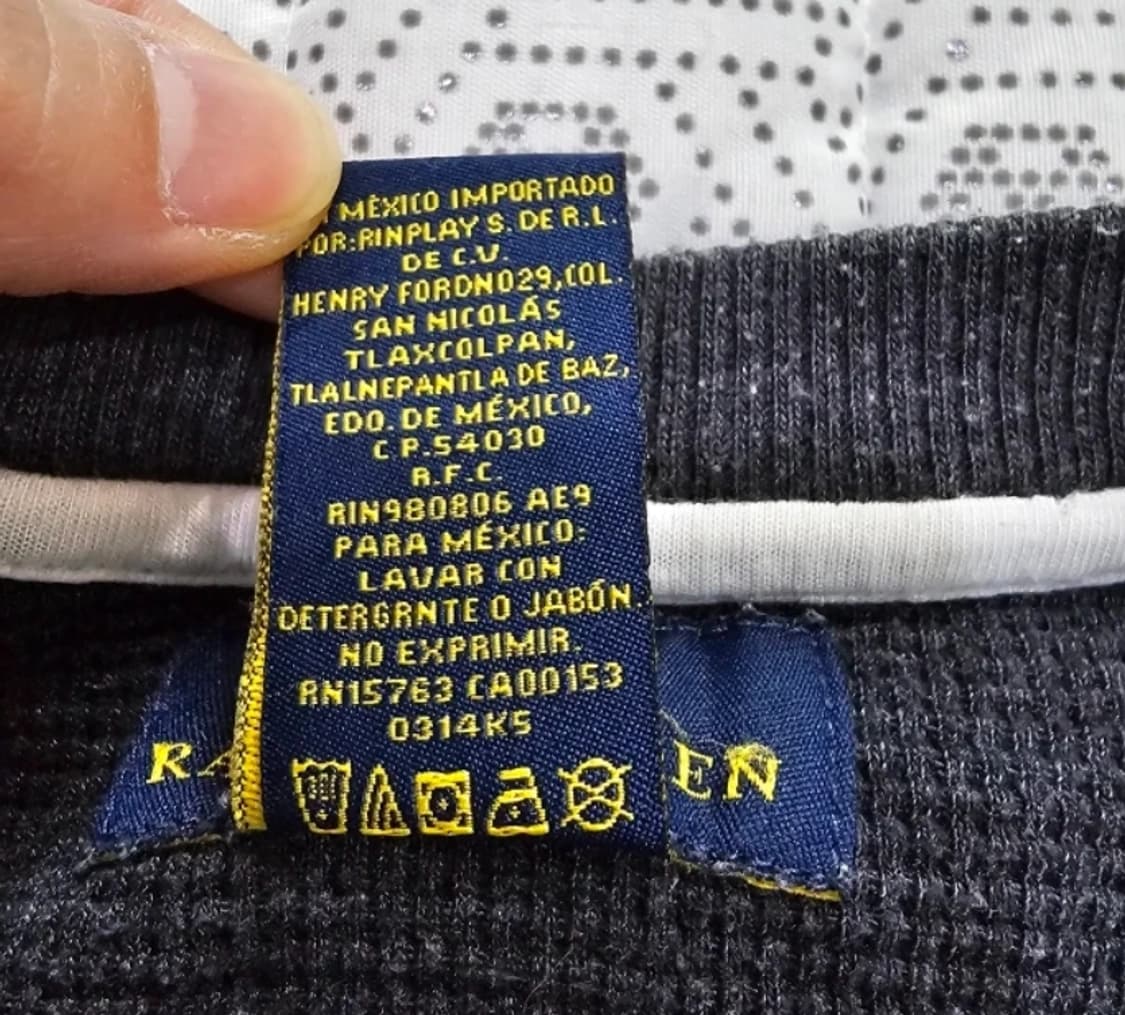 MÉXICO IMPORTADO
POR:RINPLAY S. DE R.L.
DE C.V.
HENRY FORDNO29,COL.
SAN NICOLÁS
TLAXCOLPAN,
TLALNEPANTLA DE BAZ,
EDO. DE MÉXICO,
C P.54030
R.F.C.
RIN980806 AE9
PARA MÉXICO:
LAVAR CON
DETERGRNTE O JABÓN.
NO EXPRIMIR.
RN15763 CA00153
0314K5
RA EN